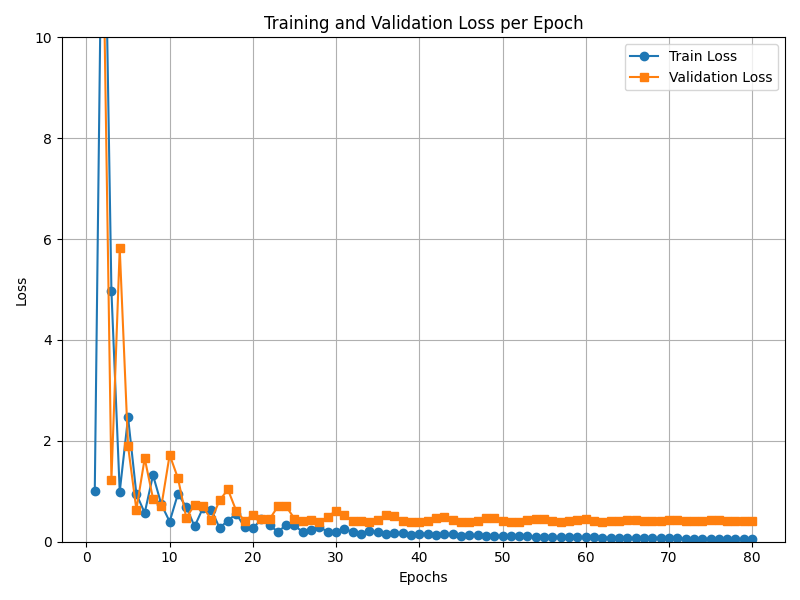 Training and Validation Loss per Epoch
Train Loss
Validation Loss
Loss
10
8
6
4
2
0
0 10 20 30 40 50 60 70 80
Epochs